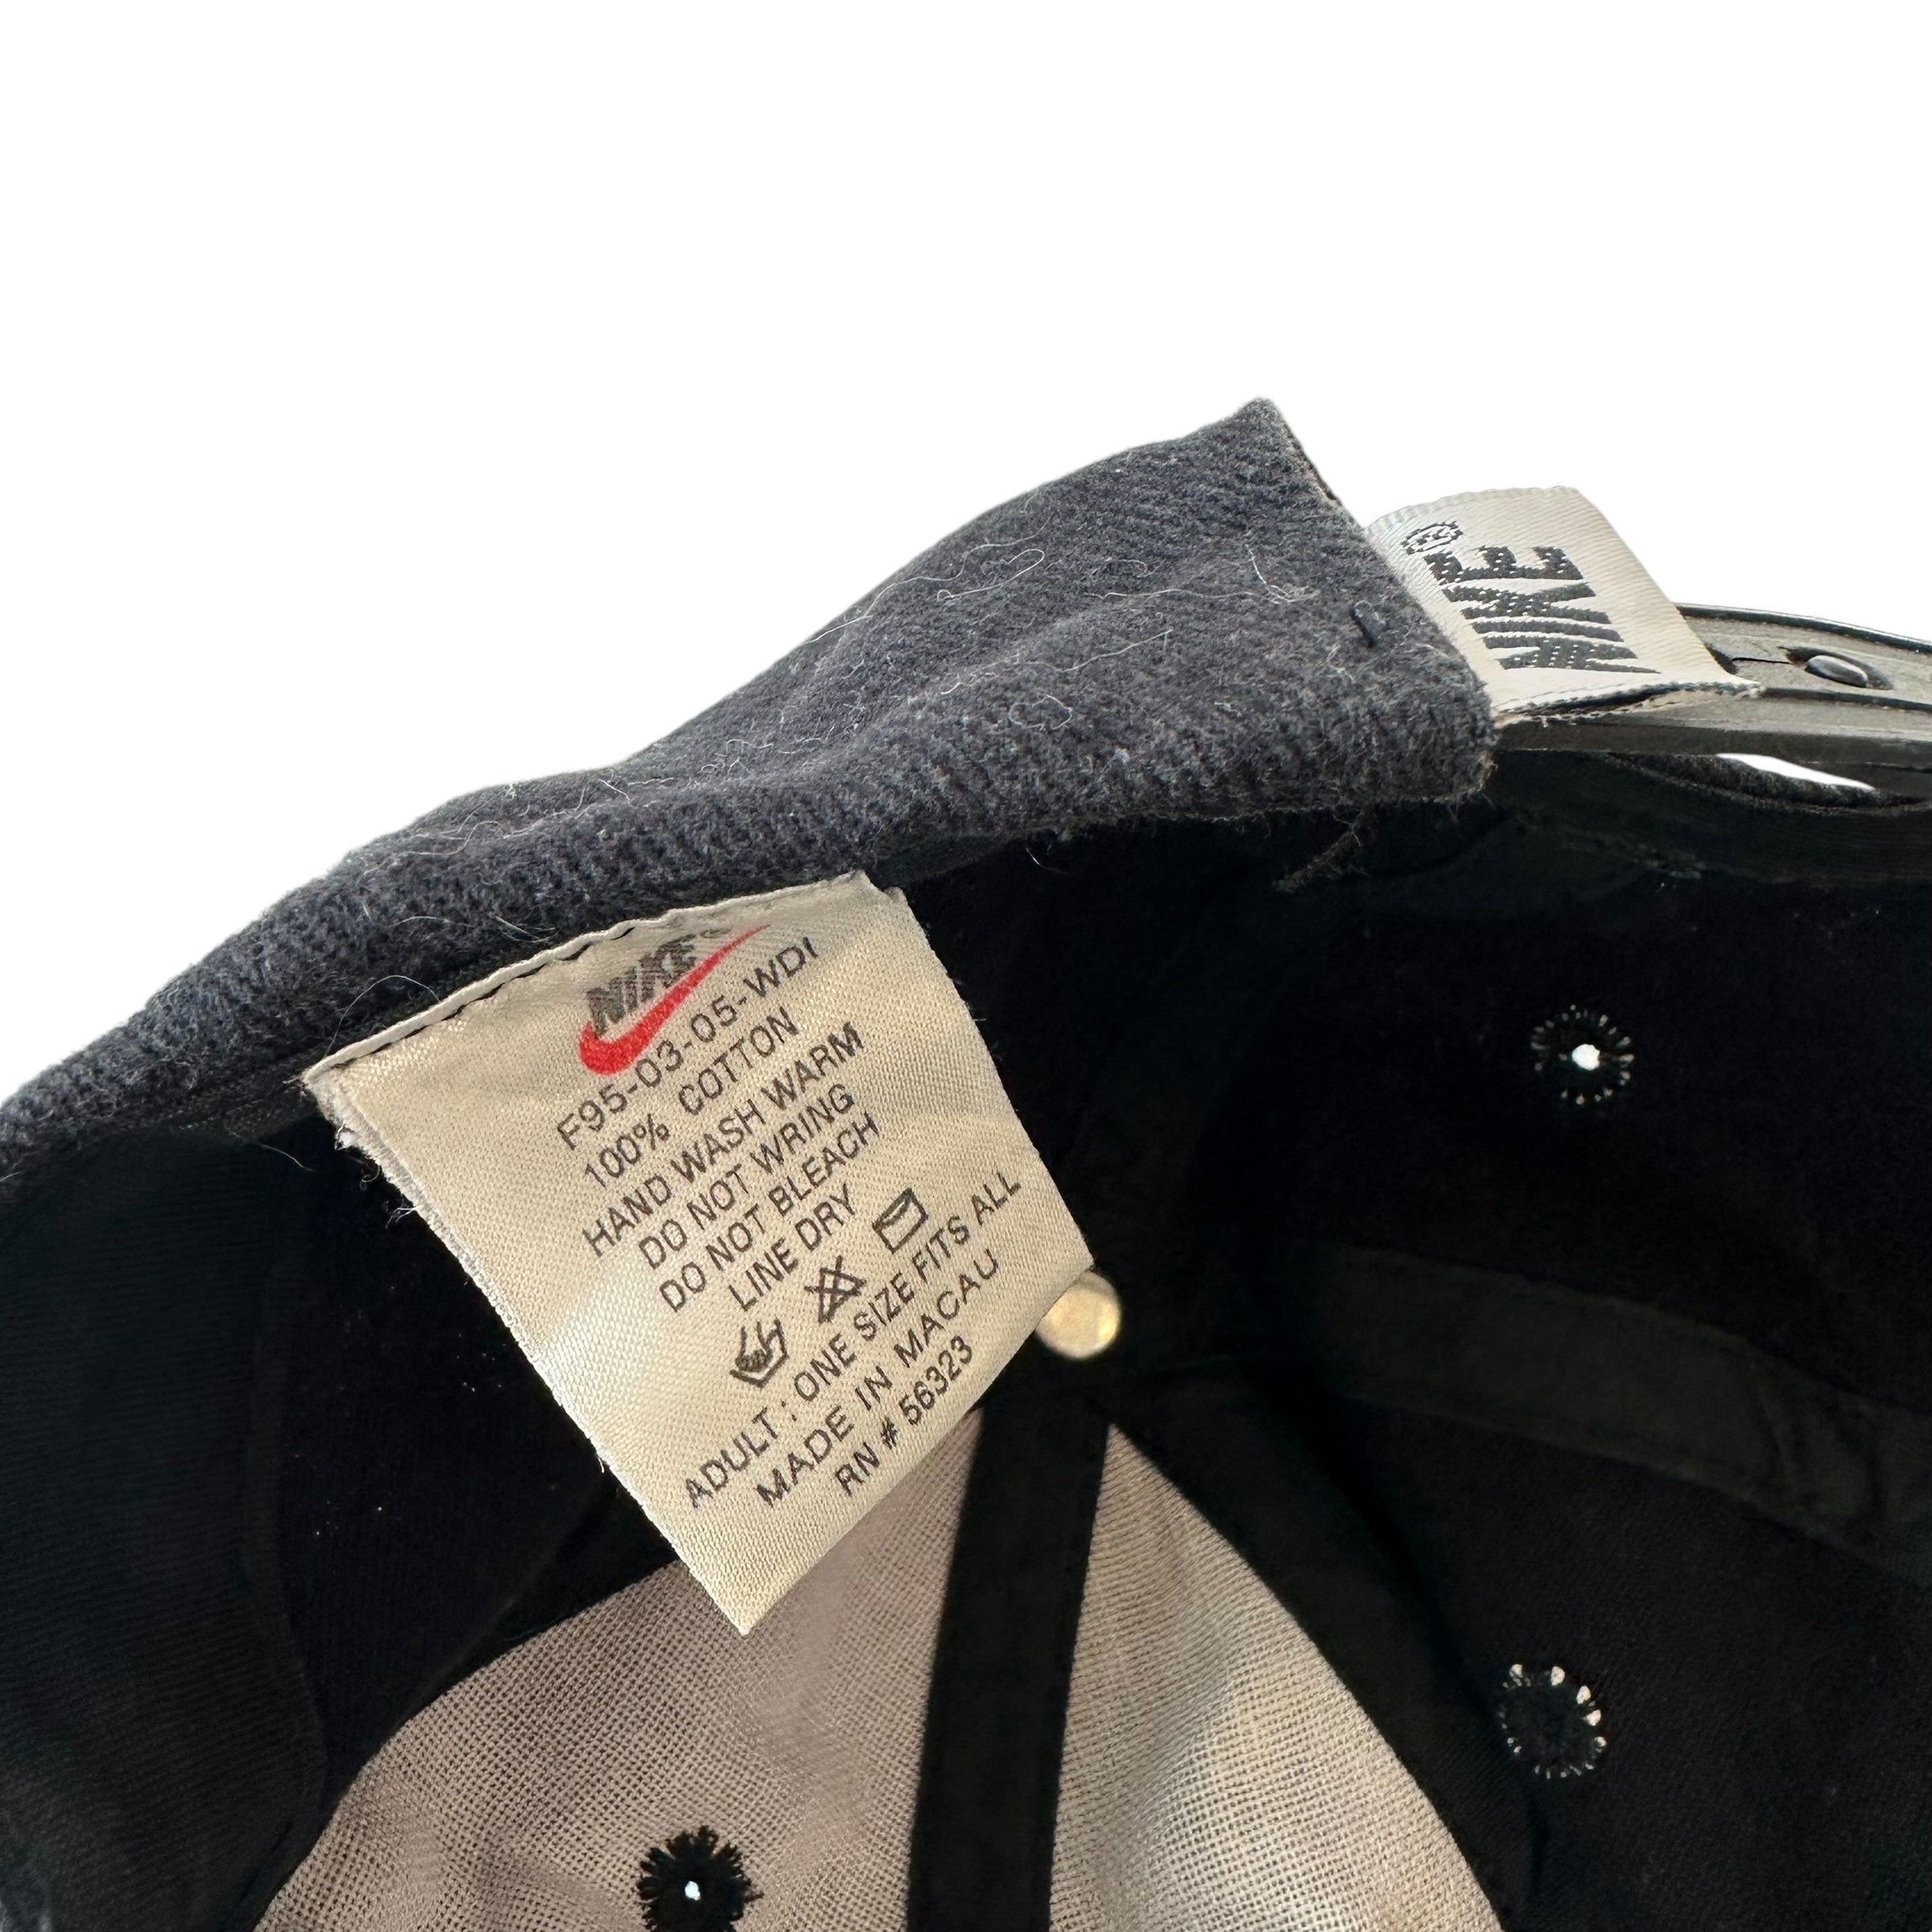 NIKE®
NIKE®
F95-03-05-WDI
100% COTTON
HAND WASH WARM
DO NOT WRING
DO NOT BLEACH
LINE DRY
ADULT : ONE SIZE FITS ALL
MADE IN MACAU
RN # 56323